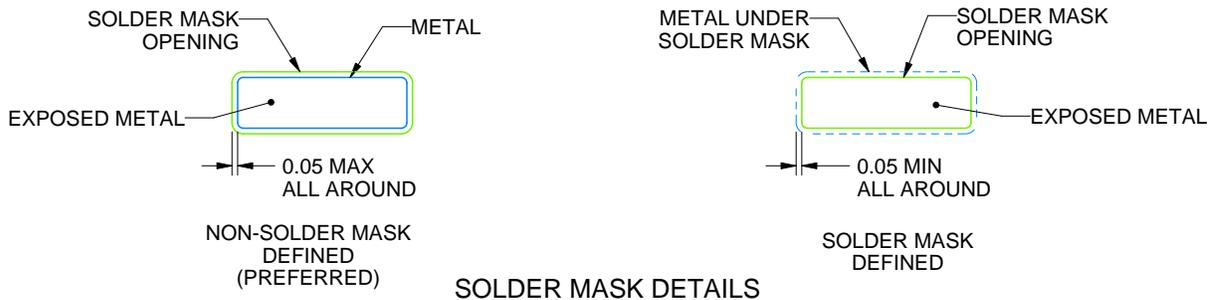 SOLDER MASK
OPENING
METAL
EXPOSED METAL
0.05 MAX
ALL AROUND
NON-SOLDER MASK
DEFINED
(PREFERRED)
METAL UNDER
SOLDER MASK
SOLDER MASK
OPENING
EXPOSED METAL
0.05 MIN
ALL AROUND
SOLDER MASK
DEFINED
SOLDER MASK DETAILS